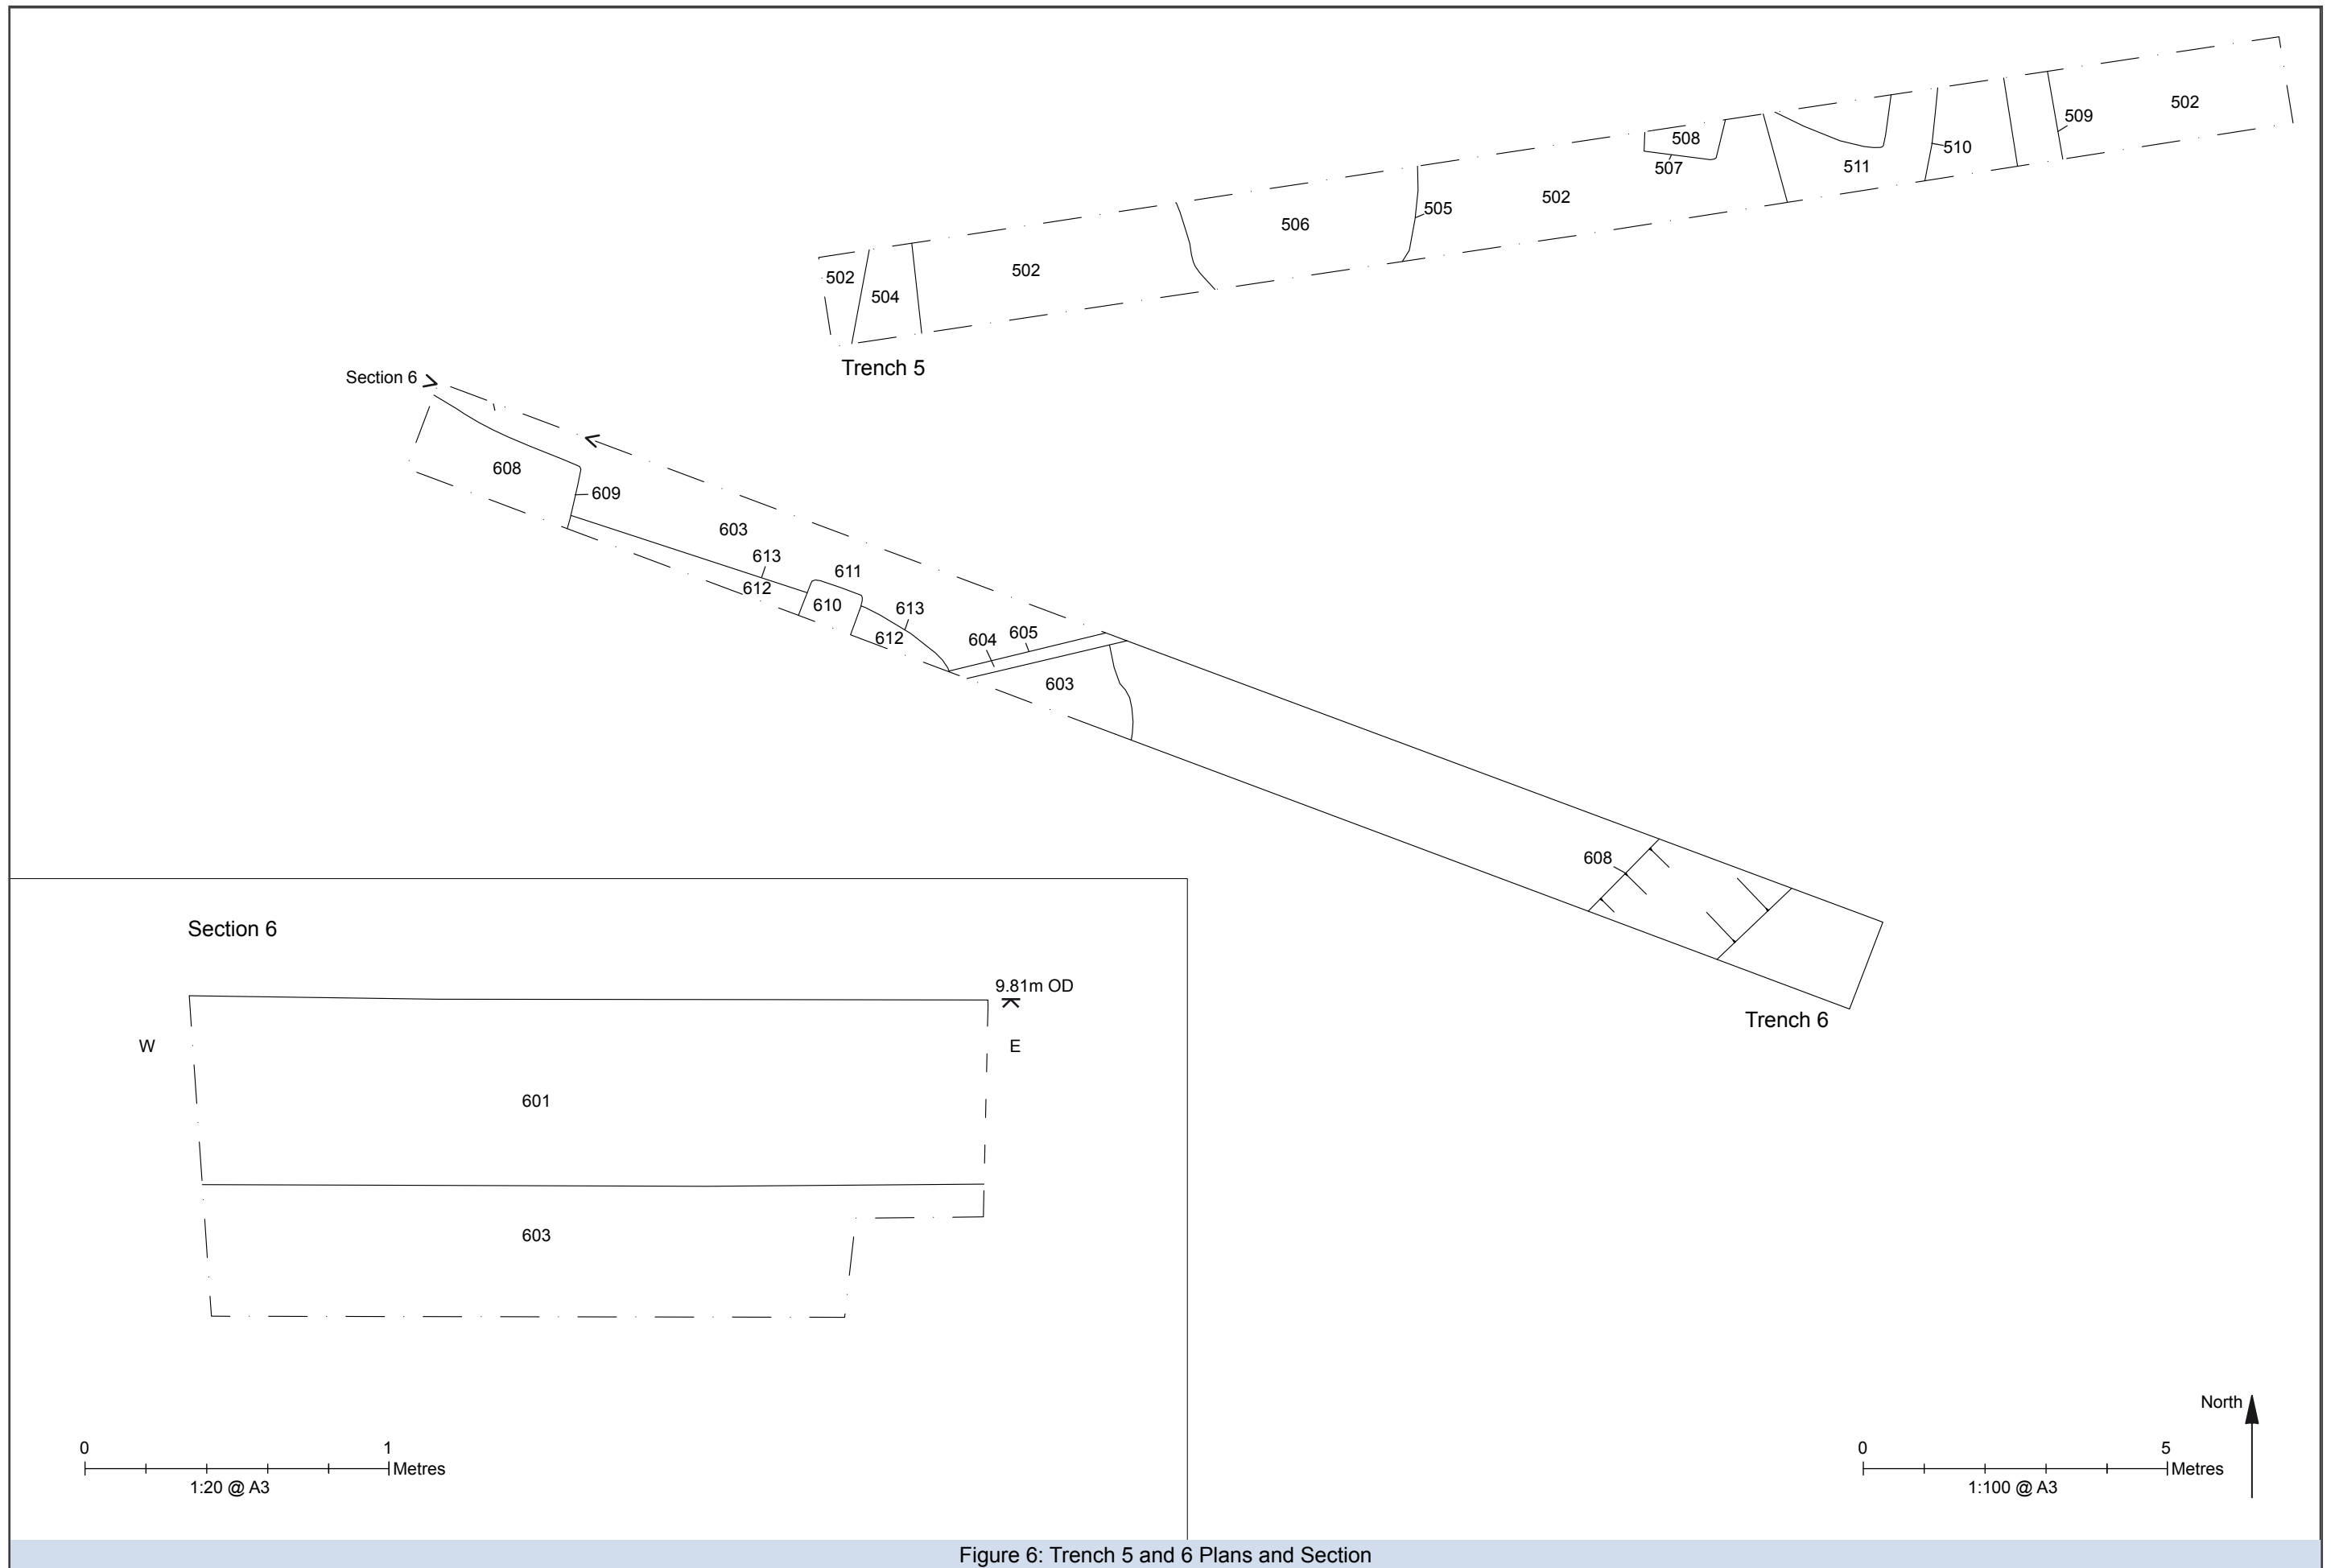 502
509
508
510
507
511
502
505
506
502
502
504
Trench 5
Section 6
608
609
603
613
611
612
610
613
612
604
605
603
608
Trench 6
Section 6
9.81m OD
W
E
601
603
North
0 1
Metres
1:20 @ A3
0 5
Metres
1:100 @ A3
Figure 6: Trench 5 and 6 Plans and Section